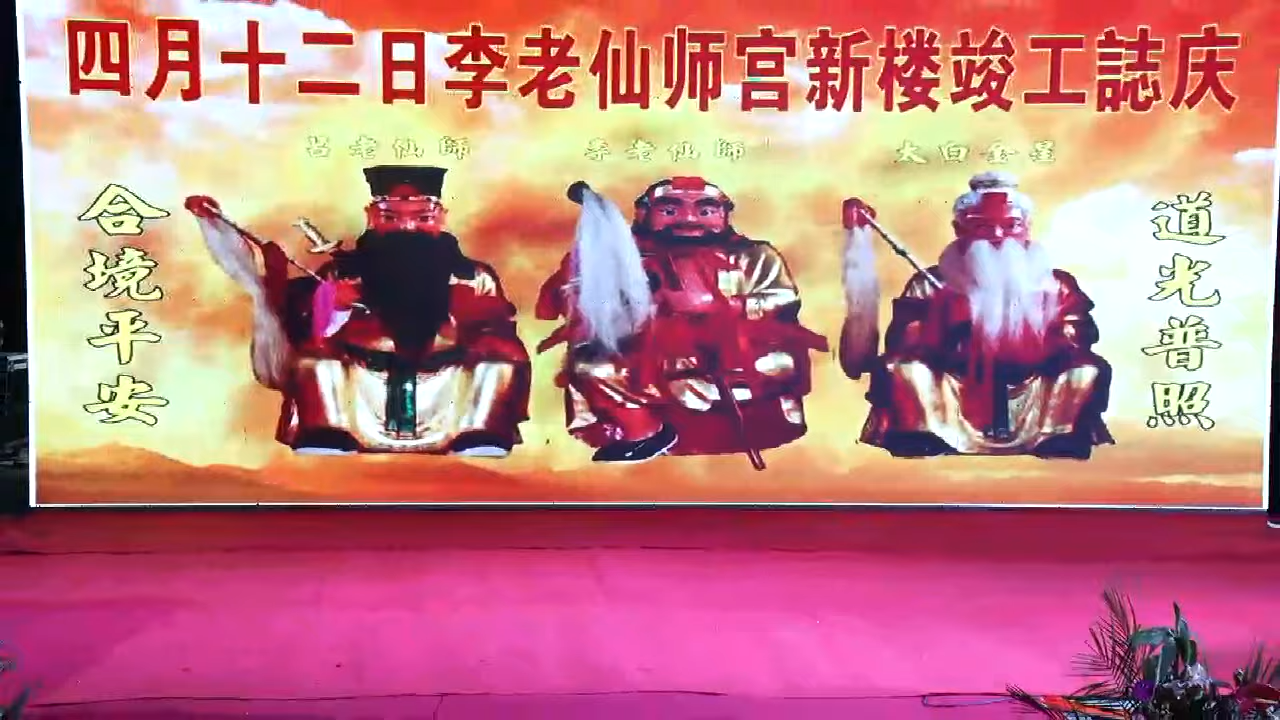 四月十二日李老仙师宫新楼竣工誌庆
吕老仙師
李老仙師
太白金星
合境平安
道光普照